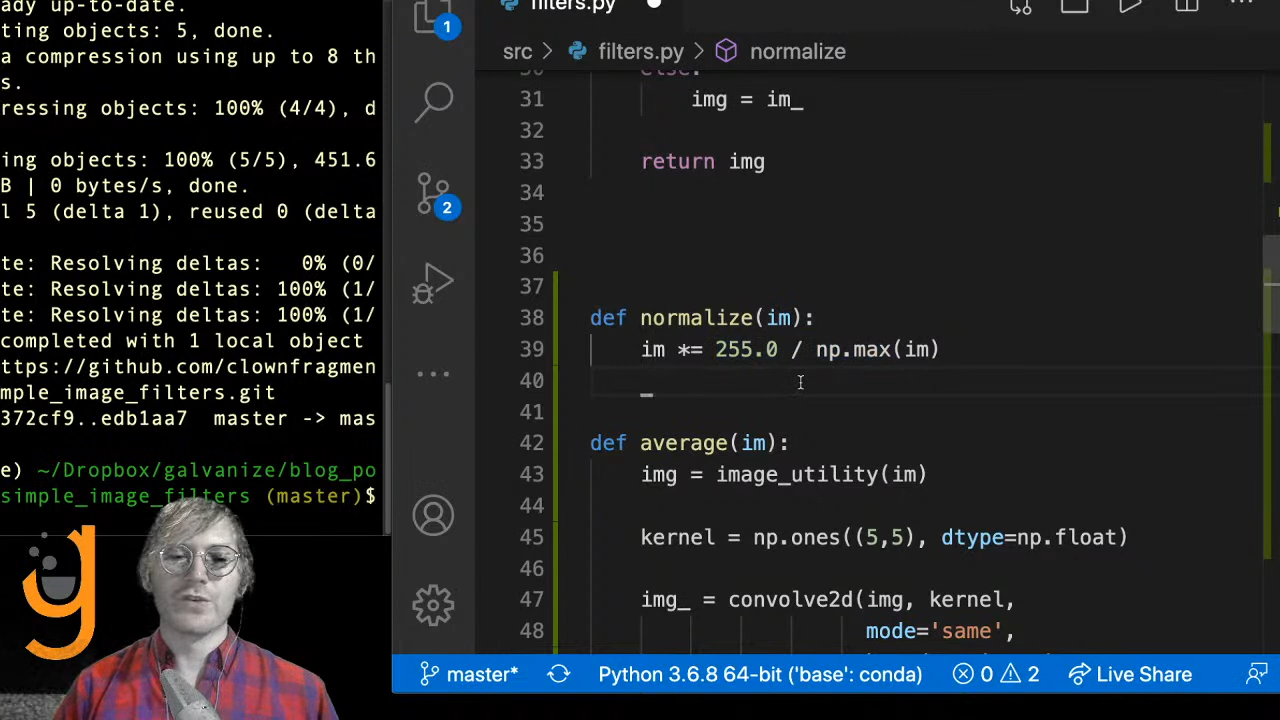 ady up-to-date.
ting objects: 5, done.
a compression using up to 8 th
s.
ressing objects: 100% (4/4), d
ing objects: 100% (5/5), 451.6
B | 0 bytes/s, done.
l 5 (delta 1), reused 0 (delta
te: Resolving deltas:   0% (0/
te: Resolving deltas: 100% (1/
te: Resolving deltas: 100% (1/
completed with 1 local object
ttps://github.com/clownfragmen
mple_image_filters.git
372cf9..edb1aa7  master -> mas
e) ~/Dropbox/galvanize/blog_po
simple_image_filters (master)$
g
filters.py
1
2
src > filters.py > normalize
30 else:
31 img = im_
32
33 return img
34
35
36
37
38 def normalize(im):
39 im *= 255.0 / np.max(im)
40
41
42 def average(im):
43 img = image_utility(im)
44
45 kernel = np.ones((5,5), dtype=np.float)
46
47 img_ = convolve2d(img, kernel,
48 mode='same',
master* Python 3.6.8 64-bit ('base': conda) 0 2 Live Share